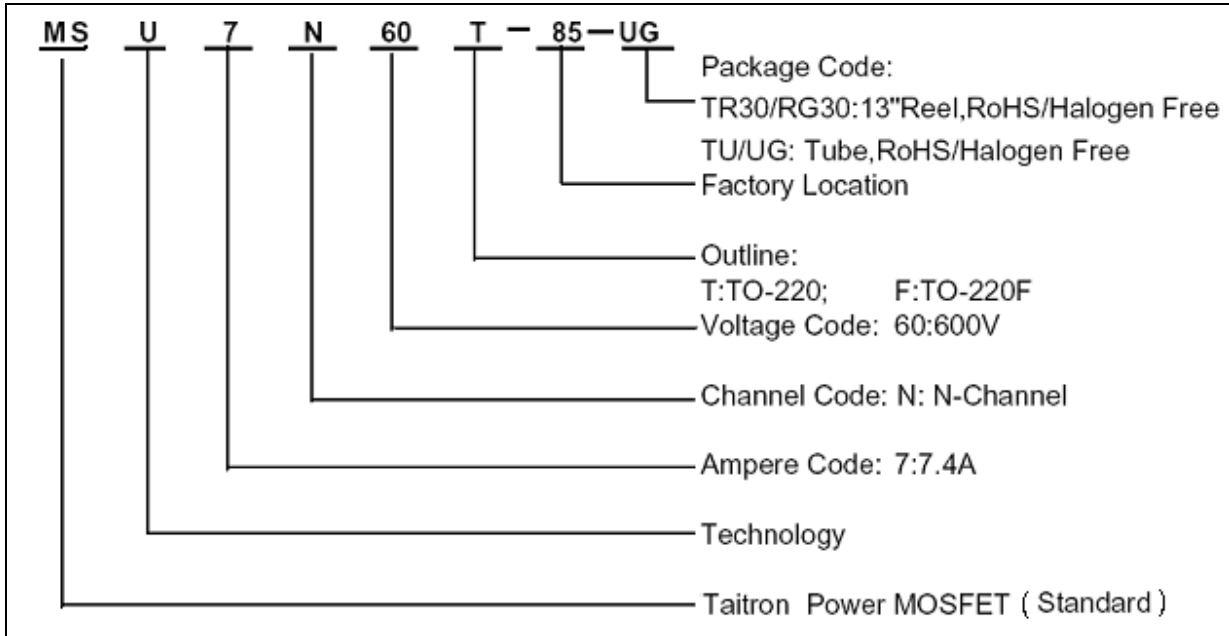 MS U 7 N 60 T - 85 - UG
Package Code:
TR30/RG30:13"Reel,RoHS/Halogen Free
TU/UG: Tube,RoHS/Halogen Free
Factory Location
Outline:
T:TO-220; F:TO-220F
Voltage Code: 60:600V
Channel Code: N: N-Channel
Ampere Code: 7:7.4A
Technology
Taitron Power MOSFET ( Standard )